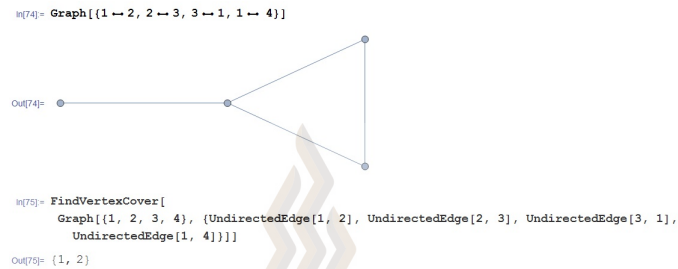 In[74]:= Graph[{1 ↔ 2, 2 ↔ 3, 3 ↔ 1, 1 ↔ 4}]
Out[74]=
In[75]:= FindVertexCover[
Graph[{1, 2, 3, 4}, {UndirectedEdge[1, 2], UndirectedEdge[2, 3], UndirectedEdge[3, 1],
UndirectedEdge[1, 4]}]]
Out[75]= {1, 2}